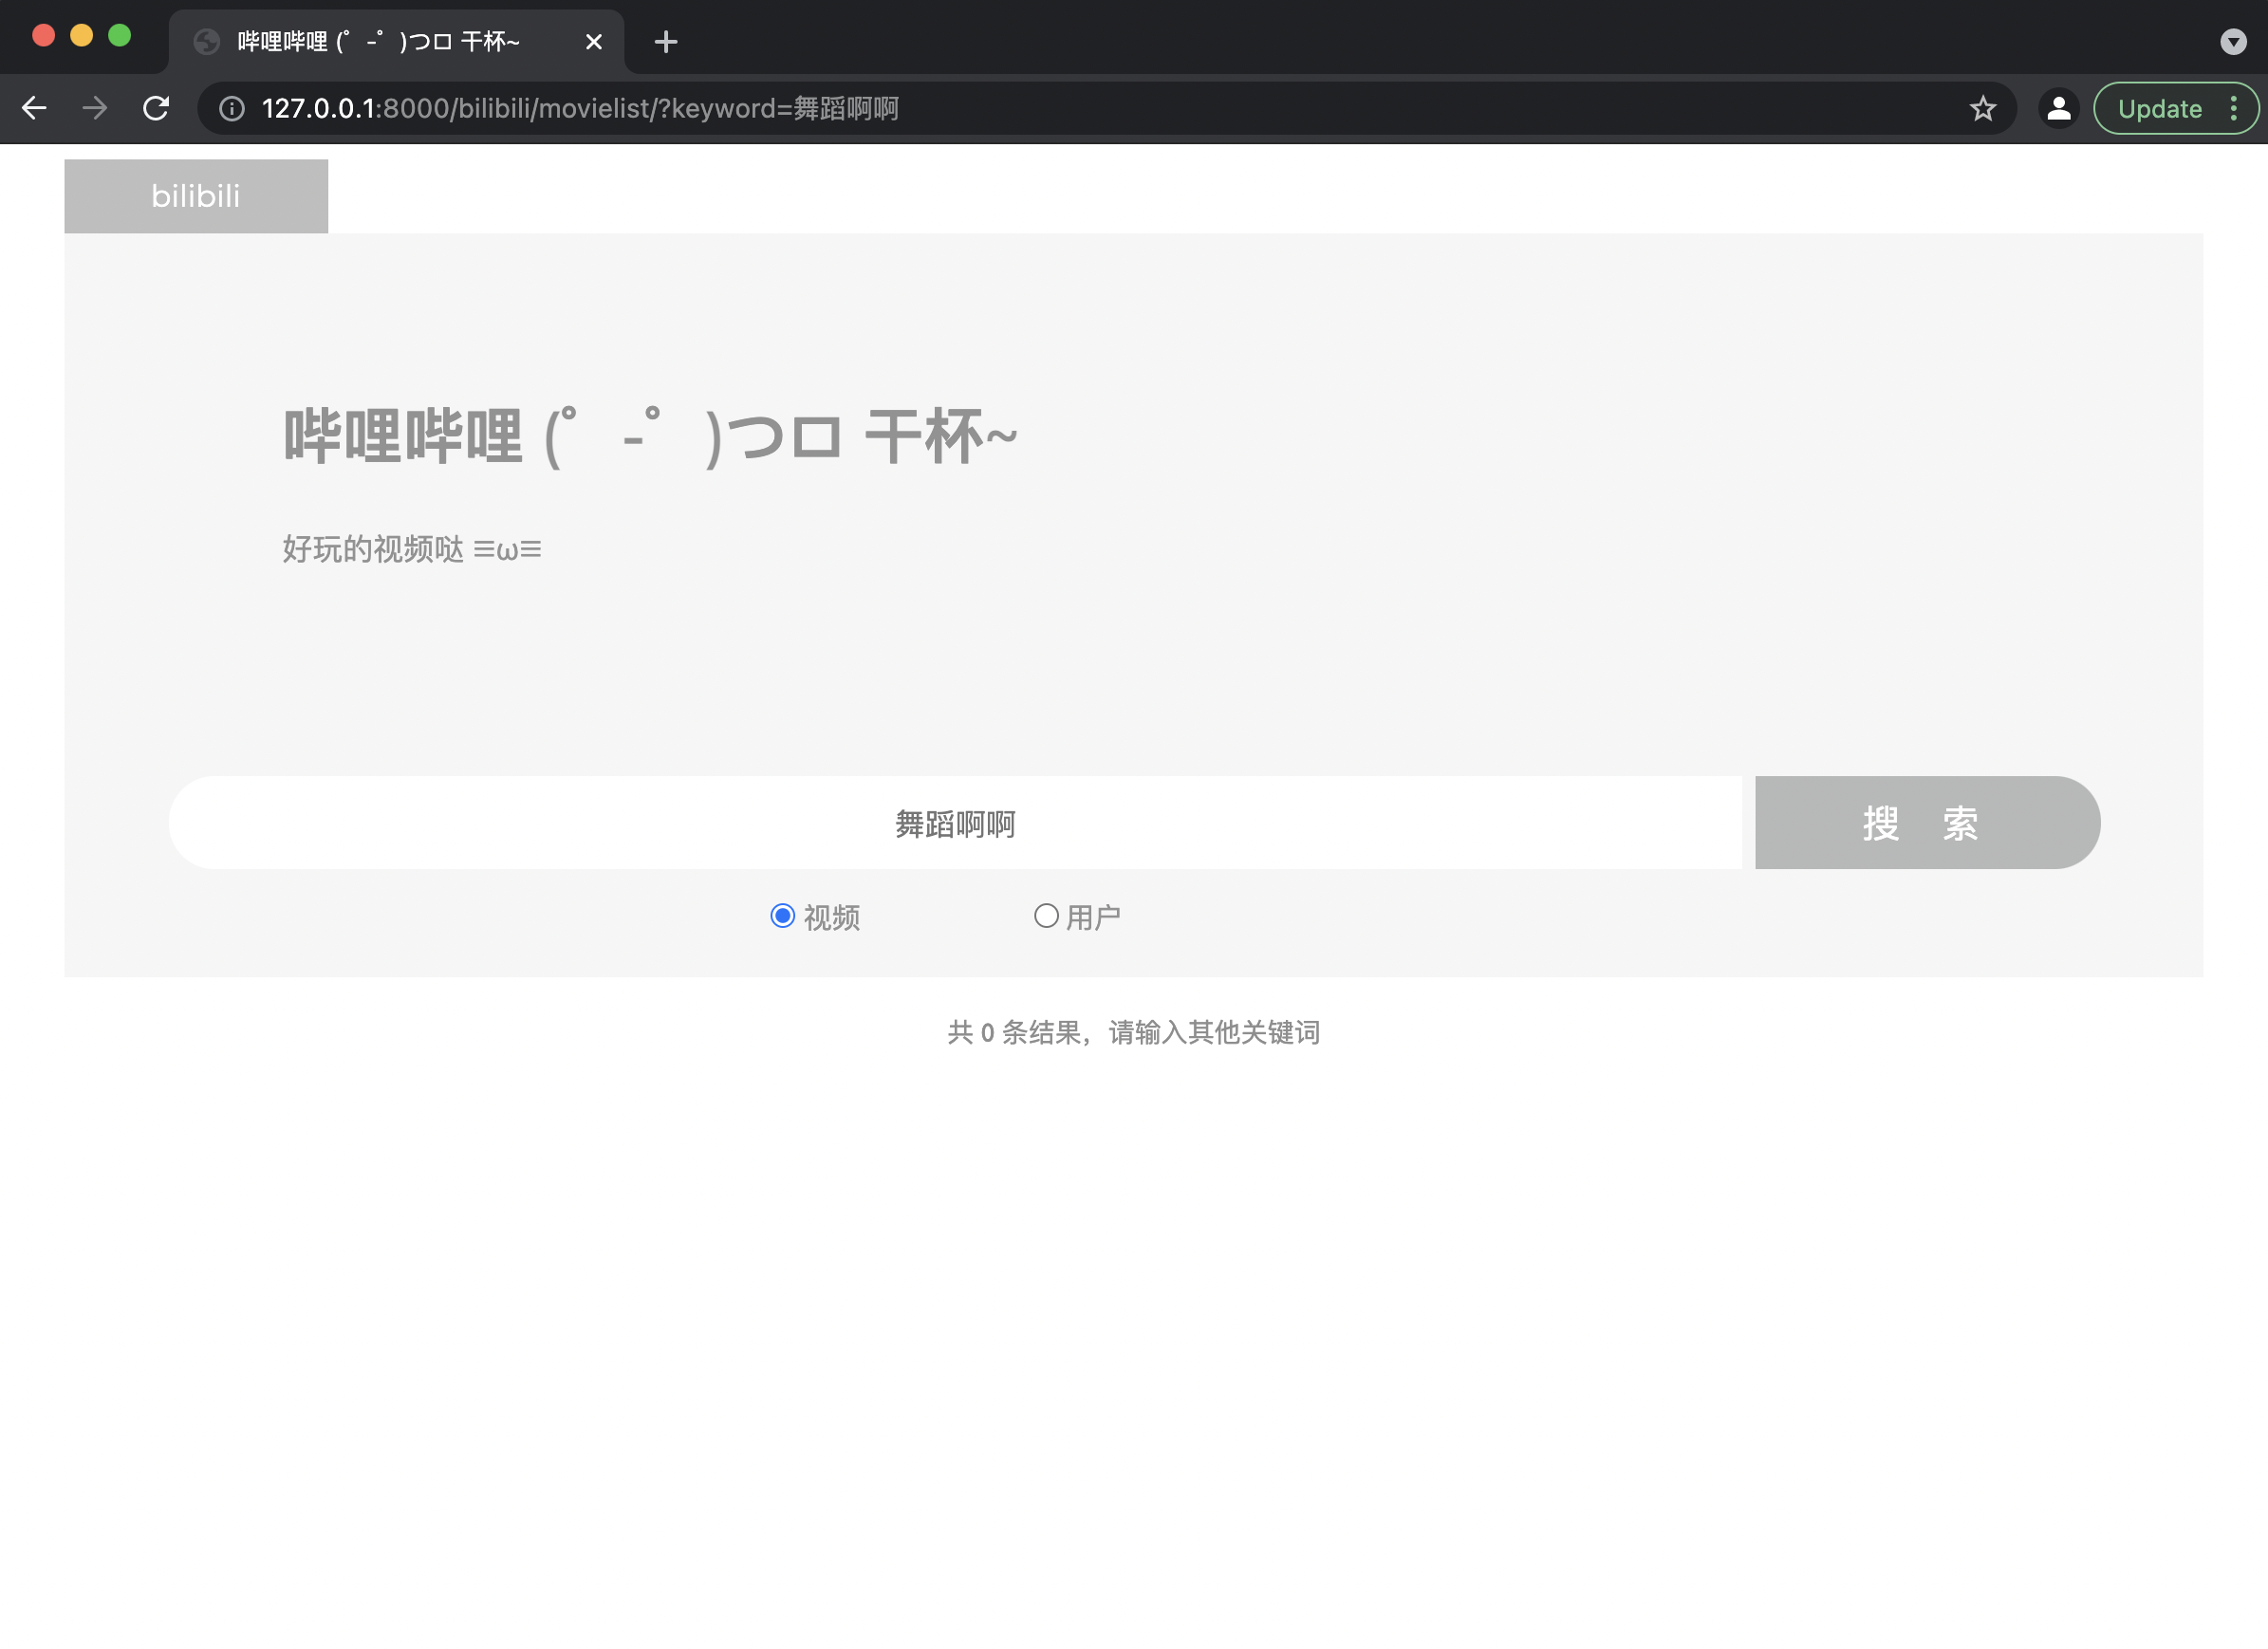 哔哩哔哩 (゜-゜)つロ 干杯~
127.0.0.1:8000/bilibili/movielist/?keyword=舞蹈啊啊
Update
bilibili
哔哩哔哩 (゜-゜)つロ 干杯~
好玩的视频哒 ≡ω≡
舞蹈啊啊
搜 索
视频 用户
共 0 条结果，请输入其他关键词